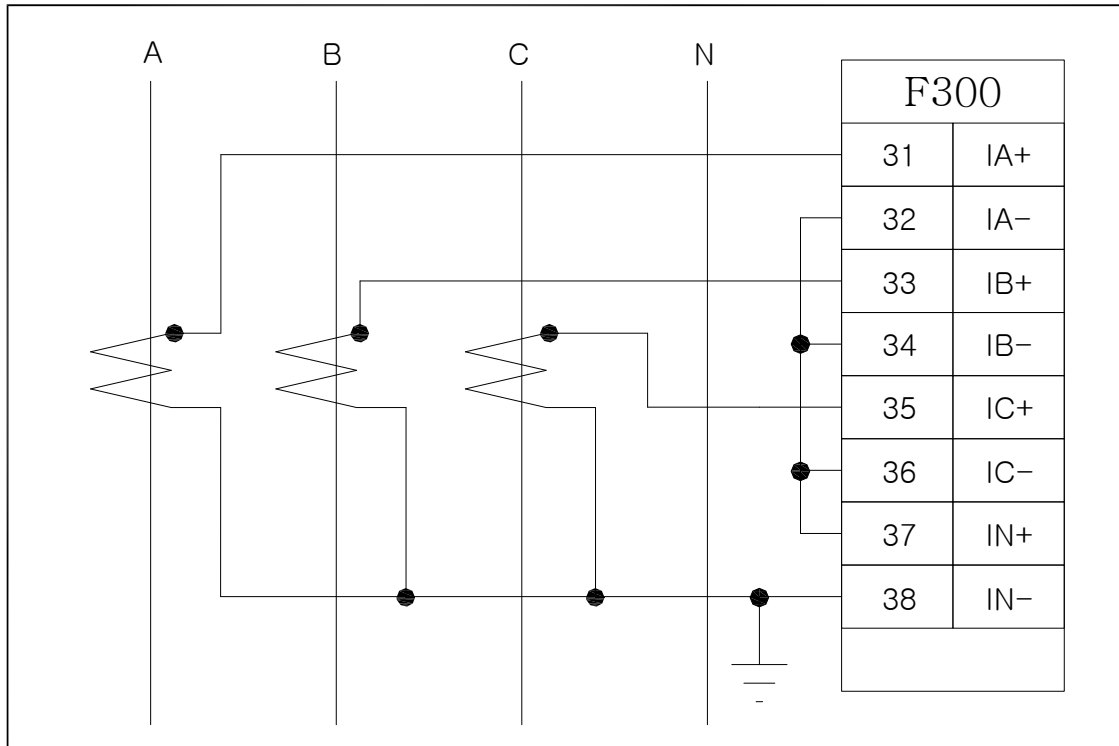 A B C N
F300
31 IA+
32 IA-
33 IB+
34 IB-
35 IC+
36 IC-
37 IN+
38 IN-